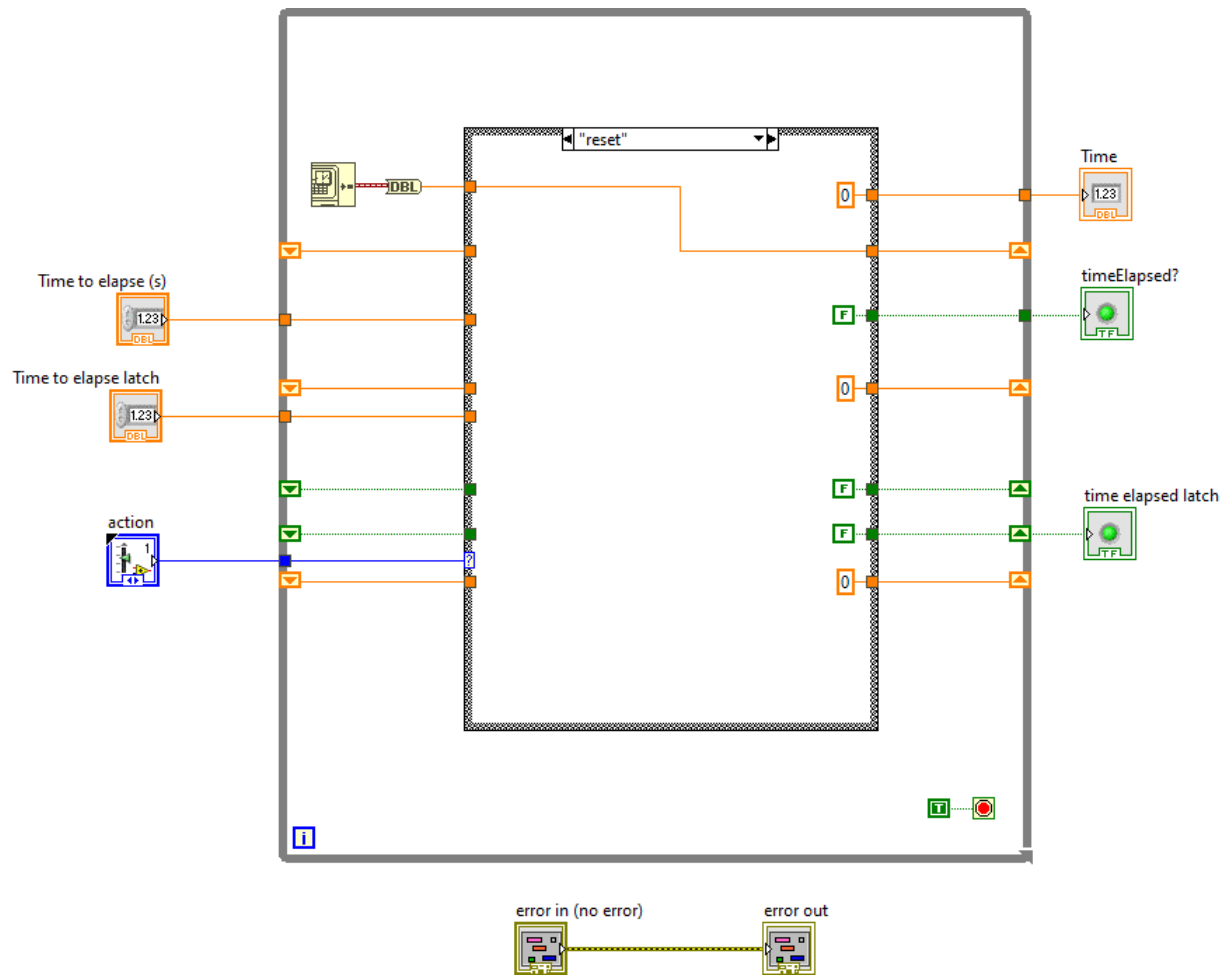 "reset"
Time
DBL
0
1.23
DBL
Time to elapse (s)
timeElapsed?
1.23
DBL
F
TF
Time to elapse latch
0
1.23
DBL
F
time elapsed latch
action
F
TF
1
?
0
T
i
error in (no error)
error out